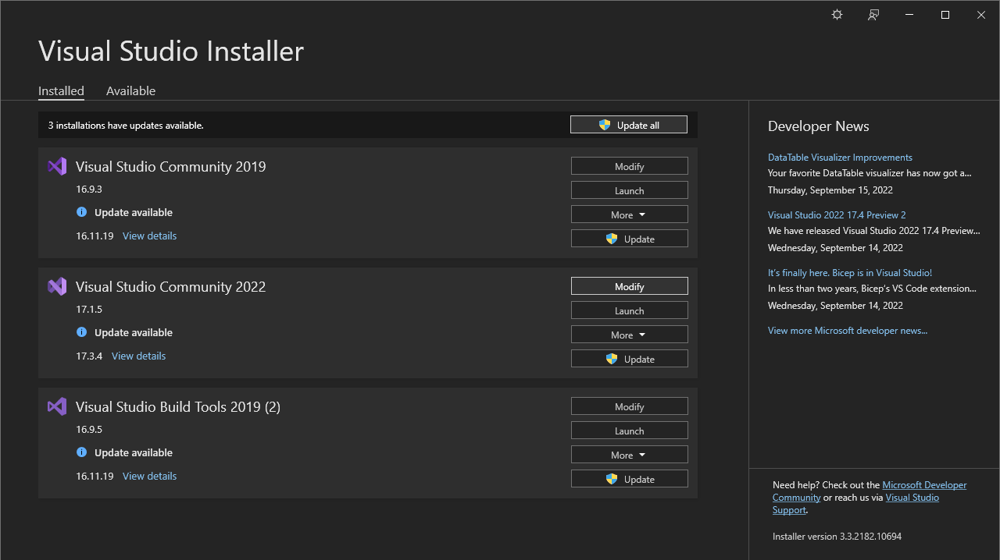 Visual Studio Installer
Installed
Available
3 installations have updates available.
Update all
Visual Studio Community 2019
16.9.3
Update available
16.11.19 View details
Modify
Launch
More
Update
Visual Studio Community 2022
17.1.5
Update available
17.3.4 View details
Modify
Launch
More
Update
Visual Studio Build Tools 2019 (2)
16.9.5
Update available
16.11.19 View details
Modify
Launch
More
Update
Developer News
DataTable Visualizer Improvements
Your favorite DataTable visualizer has now got a...
Thursday, September 15, 2022
Visual Studio 2022 17.4 Preview 2
We have released Visual Studio 2022 17.4 Preview...
Wednesday, September 14, 2022
It's finally here. Bicep is in Visual Studio!
In less than two years, Bicep's VS Code extension...
Wednesday, September 14, 2022
View more Microsoft developer news...
Need help? Check out the Microsoft Developer
Community or reach us via Visual Studio
Support.
Installer version 3.3.2182.10694